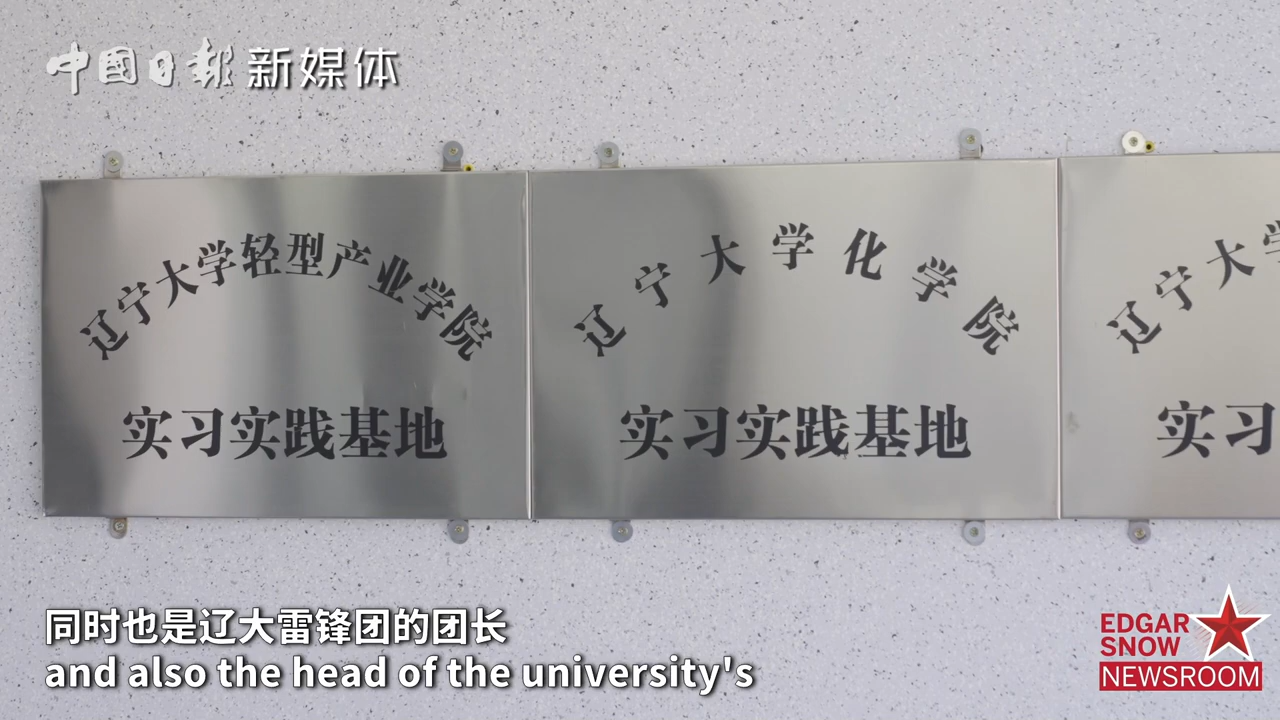 中國日報 新媒体
辽宁大学轻型产业学院
实习实践基地
辽宁大学化学院
实习实践基地
辽宁大学
实习
同时也是辽大雷锋团的团长
and also the head of the university's
EDGAR
SNOW
NEWSROOM